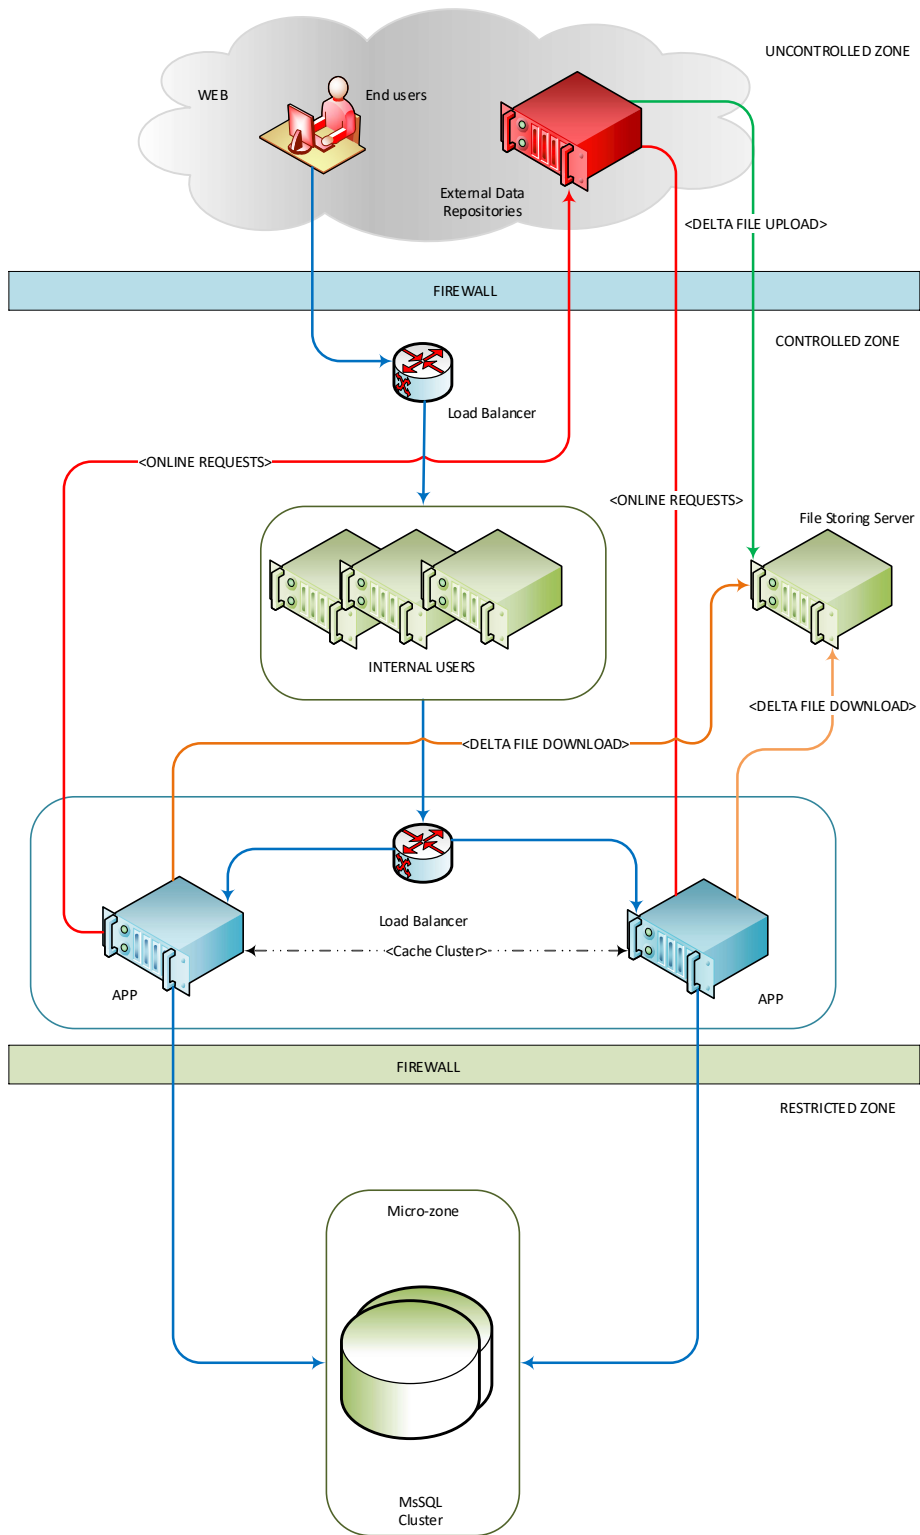 UNCONTROLLED ZONE
WEB
End users
External Data
Repositories
<DELTA FILE UPLOAD>
FIREWALL
CONTROLLED ZONE
Load Balancer
<ONLINE REQUESTS>
<ONLINE REQUESTS>
File Storing Server
INTERNAL USERS
<DELTA FILE DOWNLOAD>
<DELTA FILE DOWNLOAD>
Load Balancer
<Cache Cluster>
APP
APP
FIREWALL
RESTRICTED ZONE
Micro-zone
MsSQL
Cluster